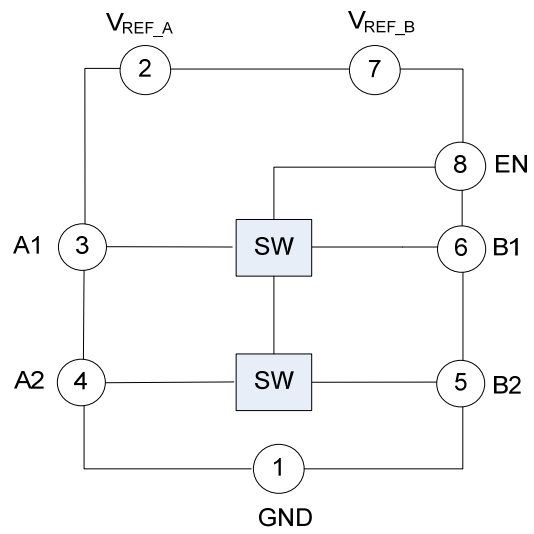 VREF_A
VREF_B
2
7
8 EN
A1 3 SW 6 B1
A2 4 SW 5 B2
1
GND